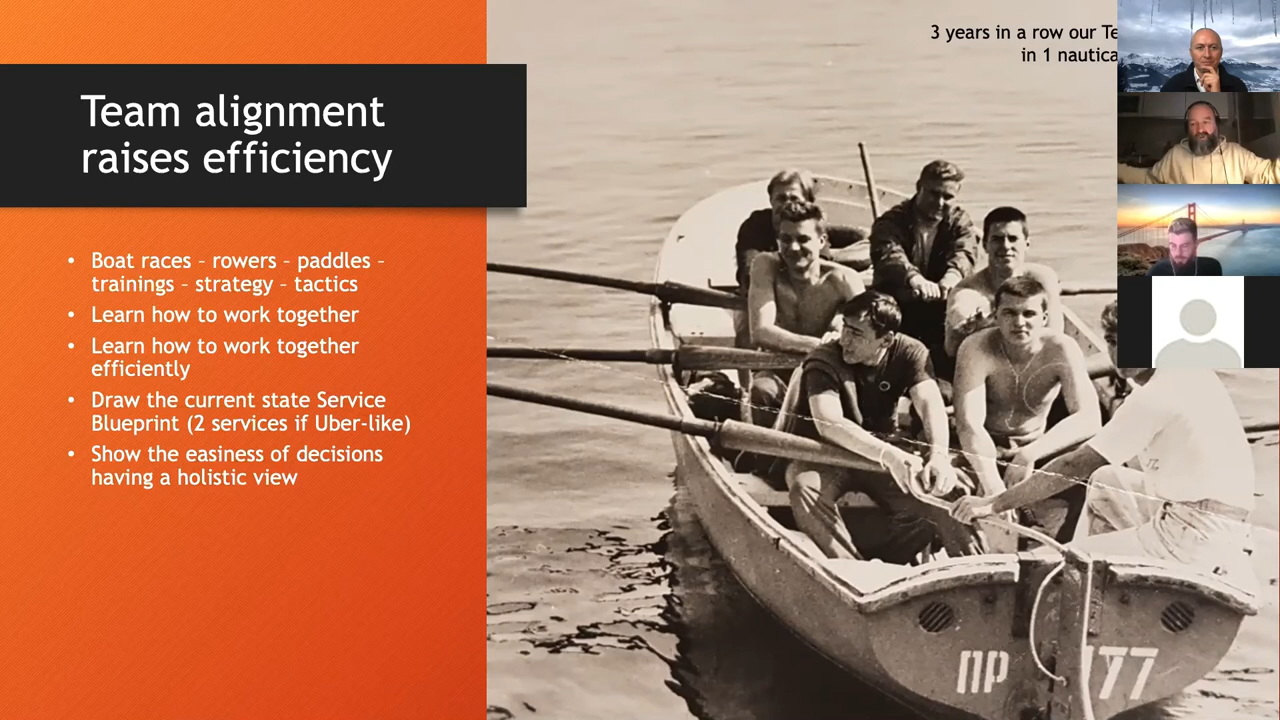 3 years in a row our
in 1
Team alignment
raises efficiency
• Boat races – rowers – paddles –
trainings – strategy – tactics
• Learn how to work together
• Learn how to work together
efficiently
• Draw the current state Service
Blueprint (2 services if Uber-like)
• Show the easiness of decisions
having a holistic view
ПР 177